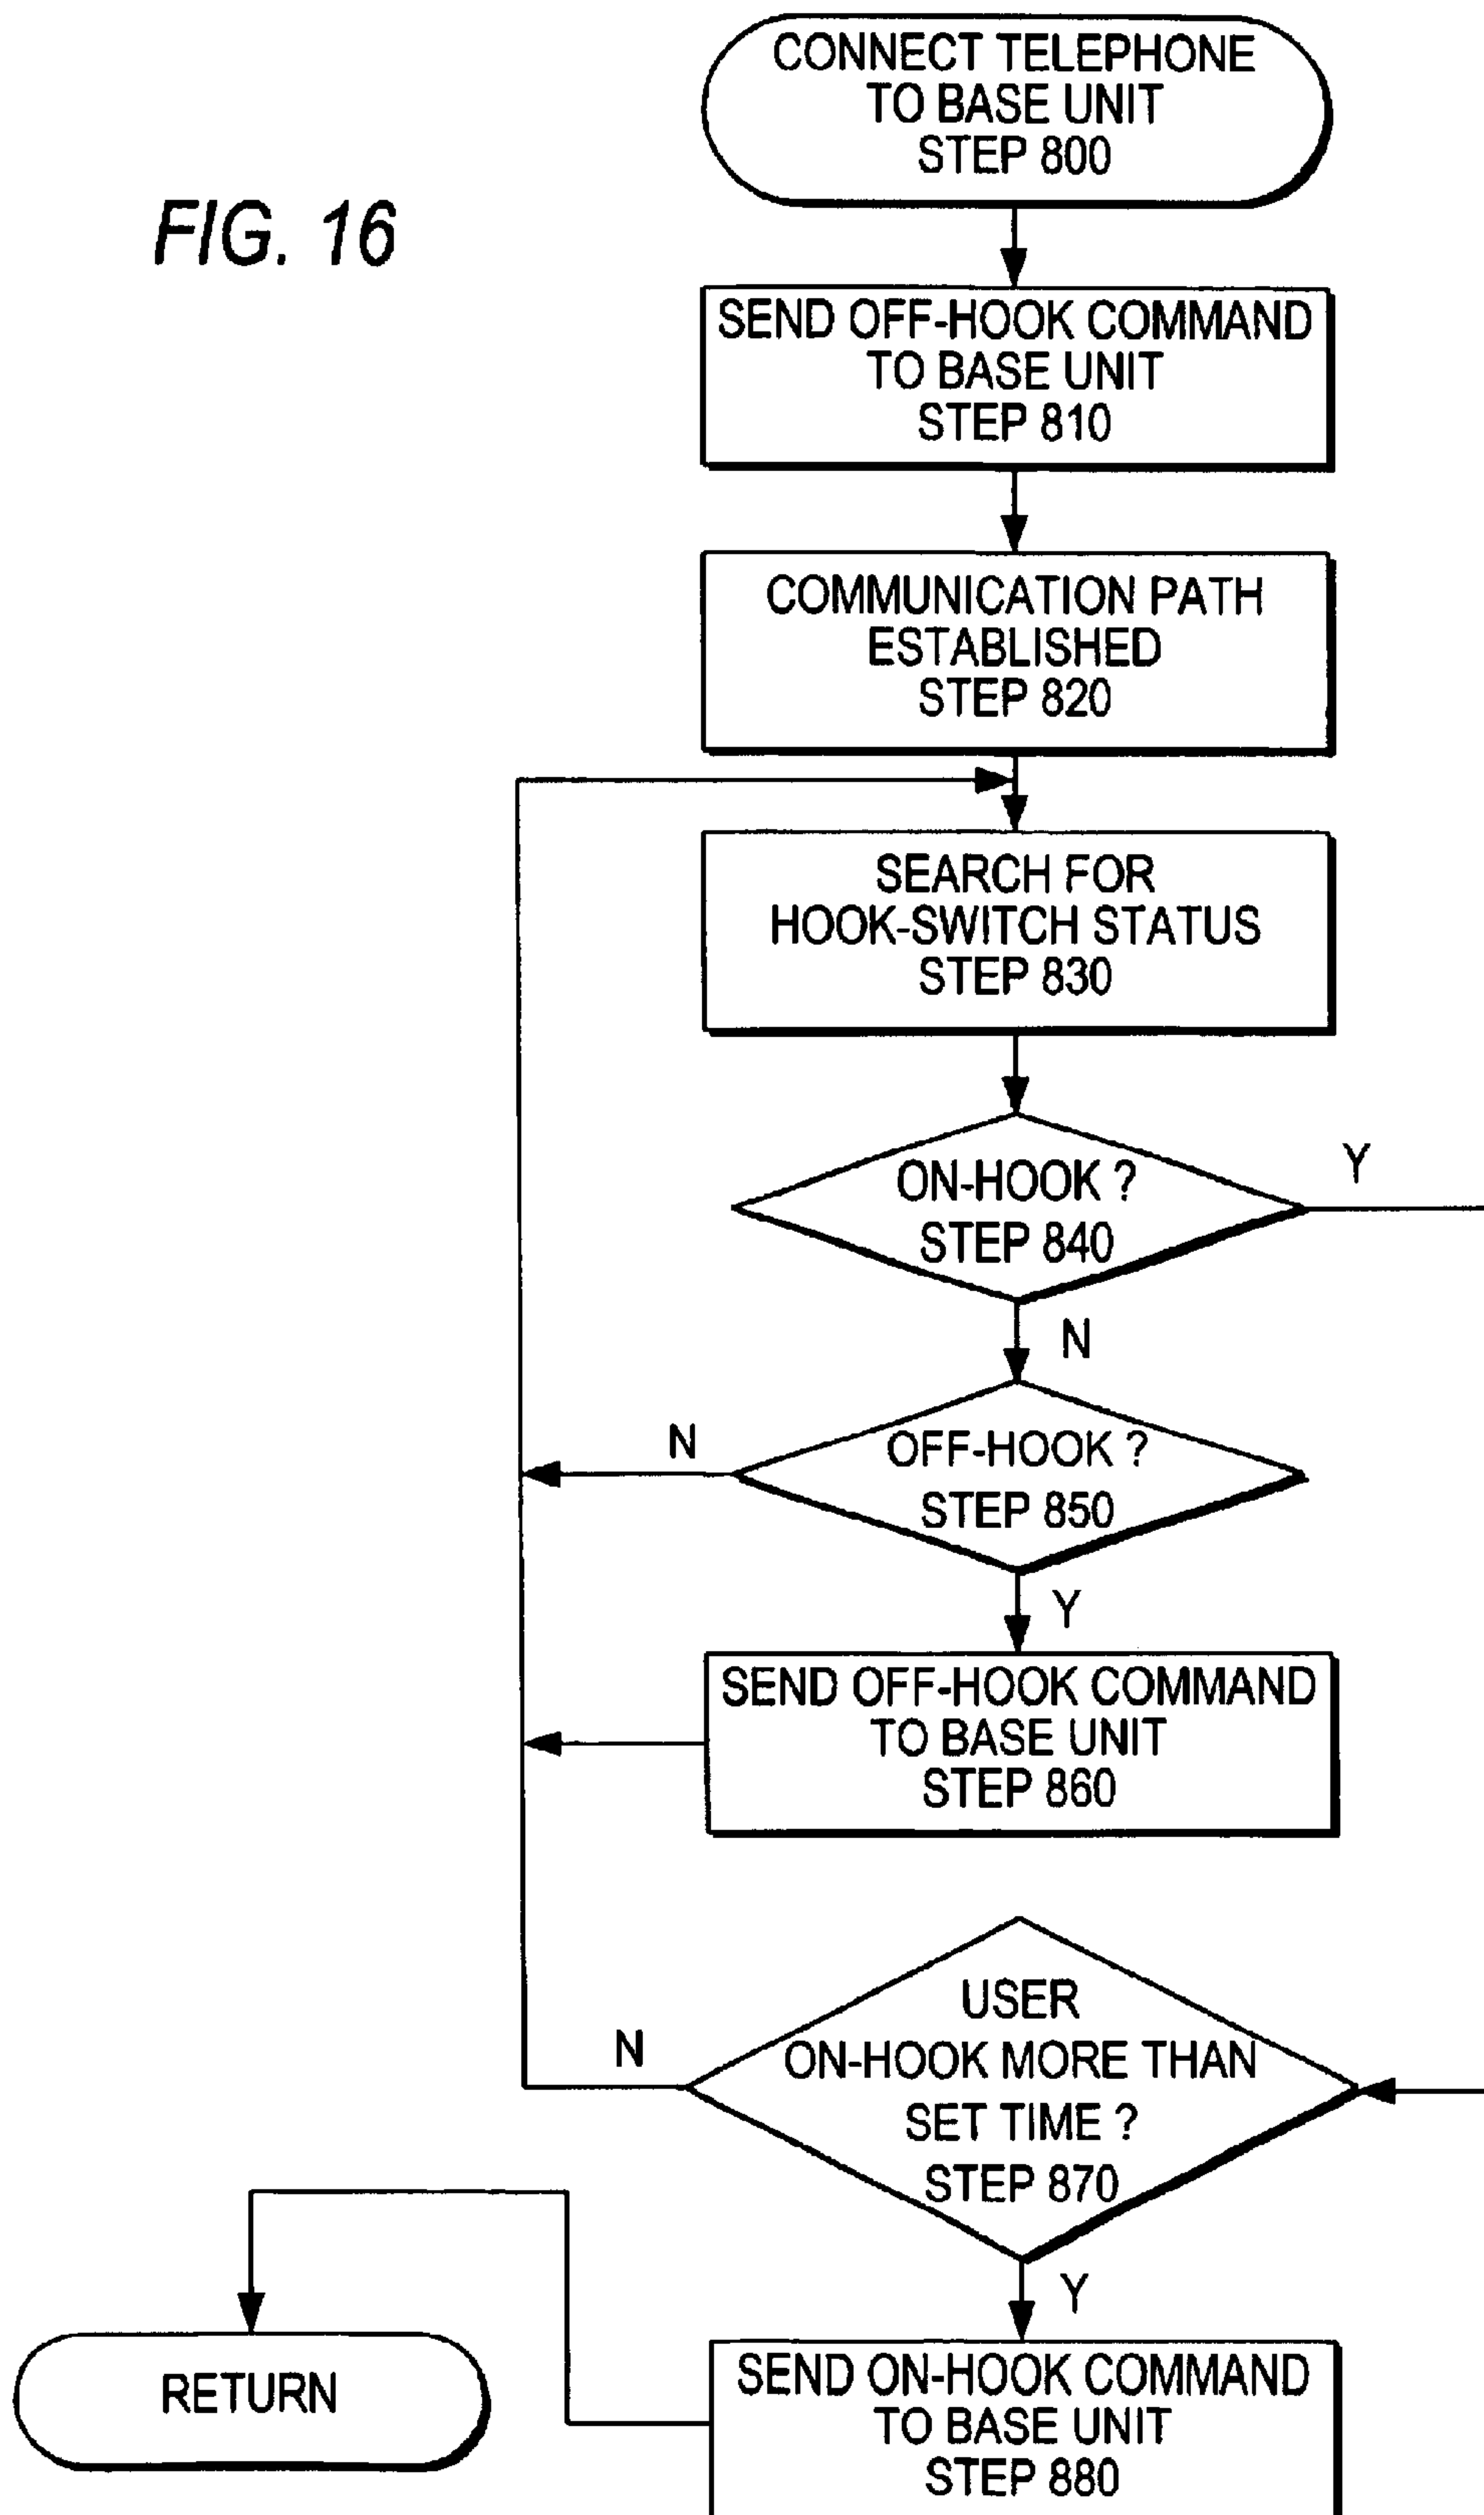 CONNECT TELEPHONE
TO BASE UNIT
STEP 800
FIG. 16
SEND OFF-HOOK COMMAND
TO BASE UNIT
STEP 810
COMMUNICATION PATH
ESTABLISHED
STEP 820
SEARCH FOR
HOOK-SWITCH STATUS
STEP 830
ON-HOOK ?
STEP 840
Y
N
OFF-HOOK ?
STEP 850
N
Y
SEND OFF-HOOK COMMAND
TO BASE UNIT
STEP 860
USER
ON-HOOK MORE THAN
SET TIME ?
STEP 870
N
Y
SEND ON-HOOK COMMAND
TO BASE UNIT
STEP 880
RETURN